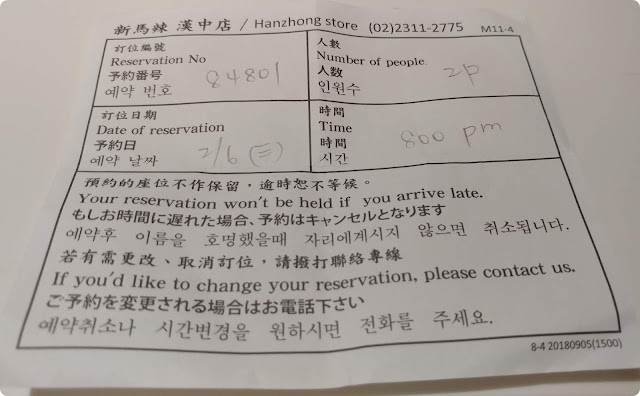 新馬辣 漢中店 / Hanzhong store (02)2311-2775 M11-4
訂位編號
Reservation No
予約番号 84801
예약 번호
人數
Number of people
人数 2p
인원수
訂位日期
Date of reservation
予約日
예약 날짜 2/6 (三)
時間
Time
時間 800 pm
시간
預約的座位不作保留，逾時恕不等候。
Your reservation won't be held if you arrive late.
もしお時間に遅れた場合、予約はキャンセルとなります
예약후 이름을 호명했을때 자리에계시지 않으면 취소됩니다.
若有需更改、取消訂位，請撥打聯絡專線
If you'd like to change your reservation, please contact us.
ご予約を変更される場合はお電話下さい
예약취소나 시간변경을 원하시면 전화를 주세요.
8-4 20180905(1500)